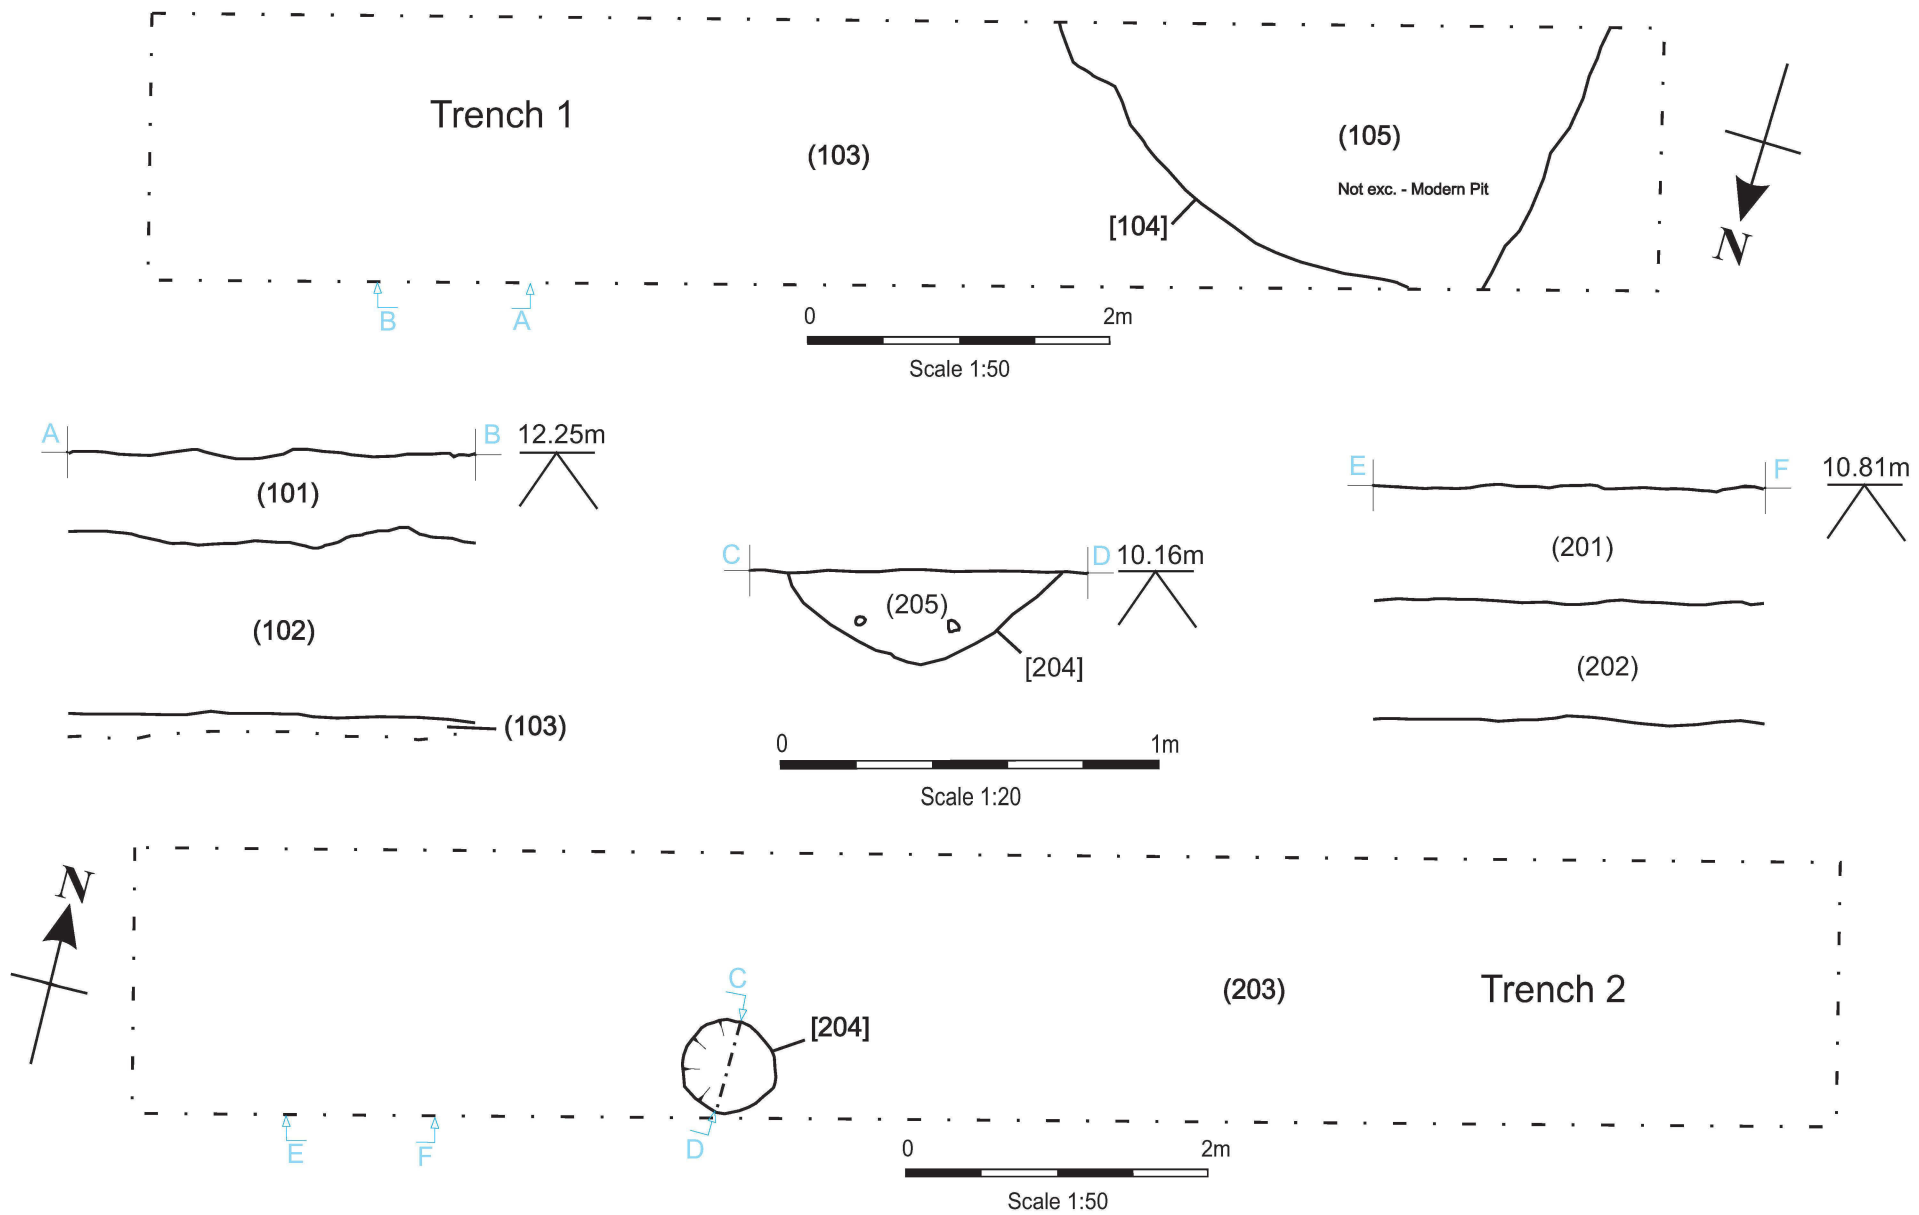 Trench 1
(103)
(105)
Not exc. - Modern Pit
[104]
N
B
A
0 2m
Scale 1:50
A
B
12.25m
(101)
(102)
(103)
C
D
10.16m
(205)
[204]
E
F
10.81m
(201)
(202)
0 1m
Scale 1:20
N
C
[204]
(203)
Trench 2
E
F
D
0 2m
Scale 1:50